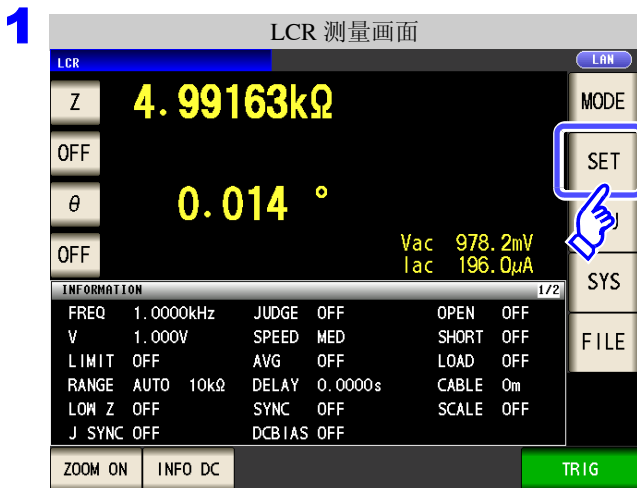 1
LCR 测量画面
LCR
LAN
Z
4.99163kΩ
MODE
OFF
SET
θ
0.014 °
OFF
Vac 978.2mV
Iac 196.0μA
SYS
INFORMATION 1/2
FREQ 1.0000kHz JUDGE OFF OPEN OFF
V 1.000V SPEED MED SHORT OFF
FILE
LIMIT OFF AVG OFF LOAD OFF
RANGE AUTO 10kΩ DELAY 0.0000s CABLE 0m
LOW Z OFF SYNC OFF SCALE OFF
J SYNC OFF DCBIAS OFF
ZOOM ON INFO DC TRIG